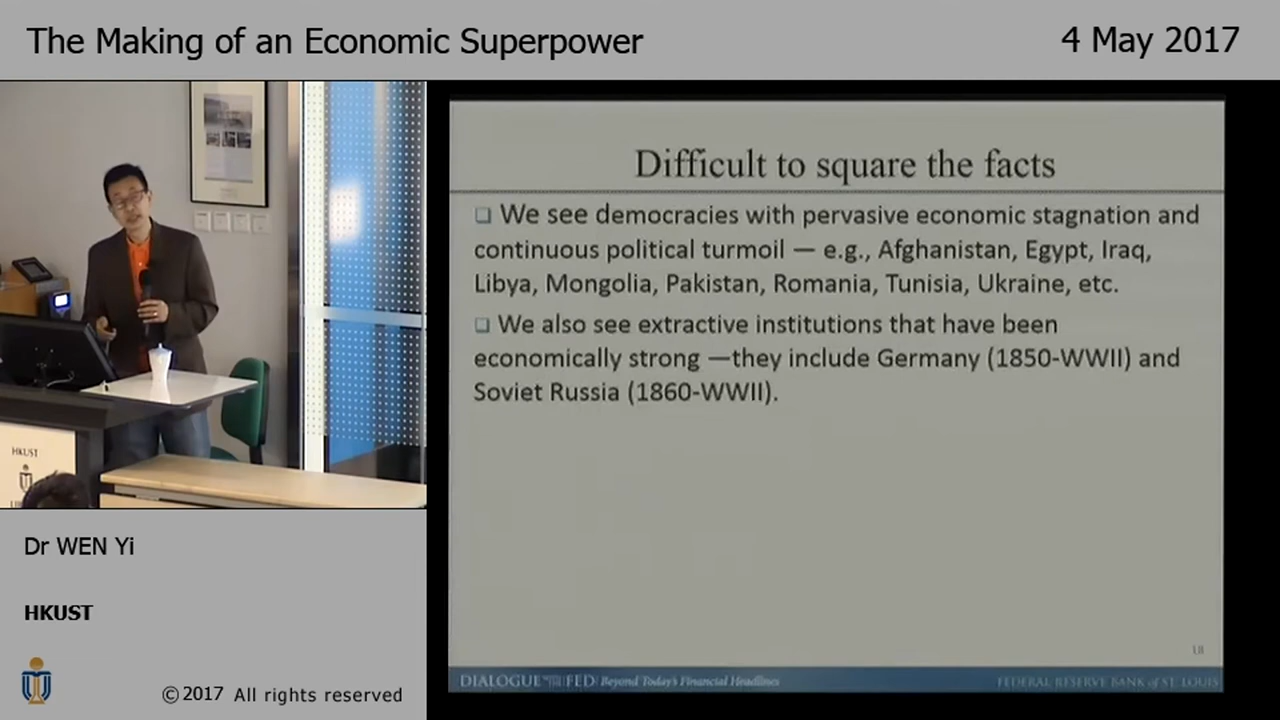 The Making of an Economic Superpower
4 May 2017
Difficult to square the facts
❑ We see democracies with pervasive economic stagnation and
continuous political turmoil — e.g., Afghanistan, Egypt, Iraq,
Libya, Mongolia, Pakistan, Romania, Tunisia, Ukraine, etc.
❑ We also see extractive institutions that have been
economically strong —they include Germany (1850-WWII) and
Soviet Russia (1860-WWII).
18
DIALOGUE WITH THE FED Beyond Today's Financial Headlines
FEDERAL RESERVE BANK of ST. LOUIS
HKUST
Dr WEN Yi
HKUST
©2017 All rights reserved